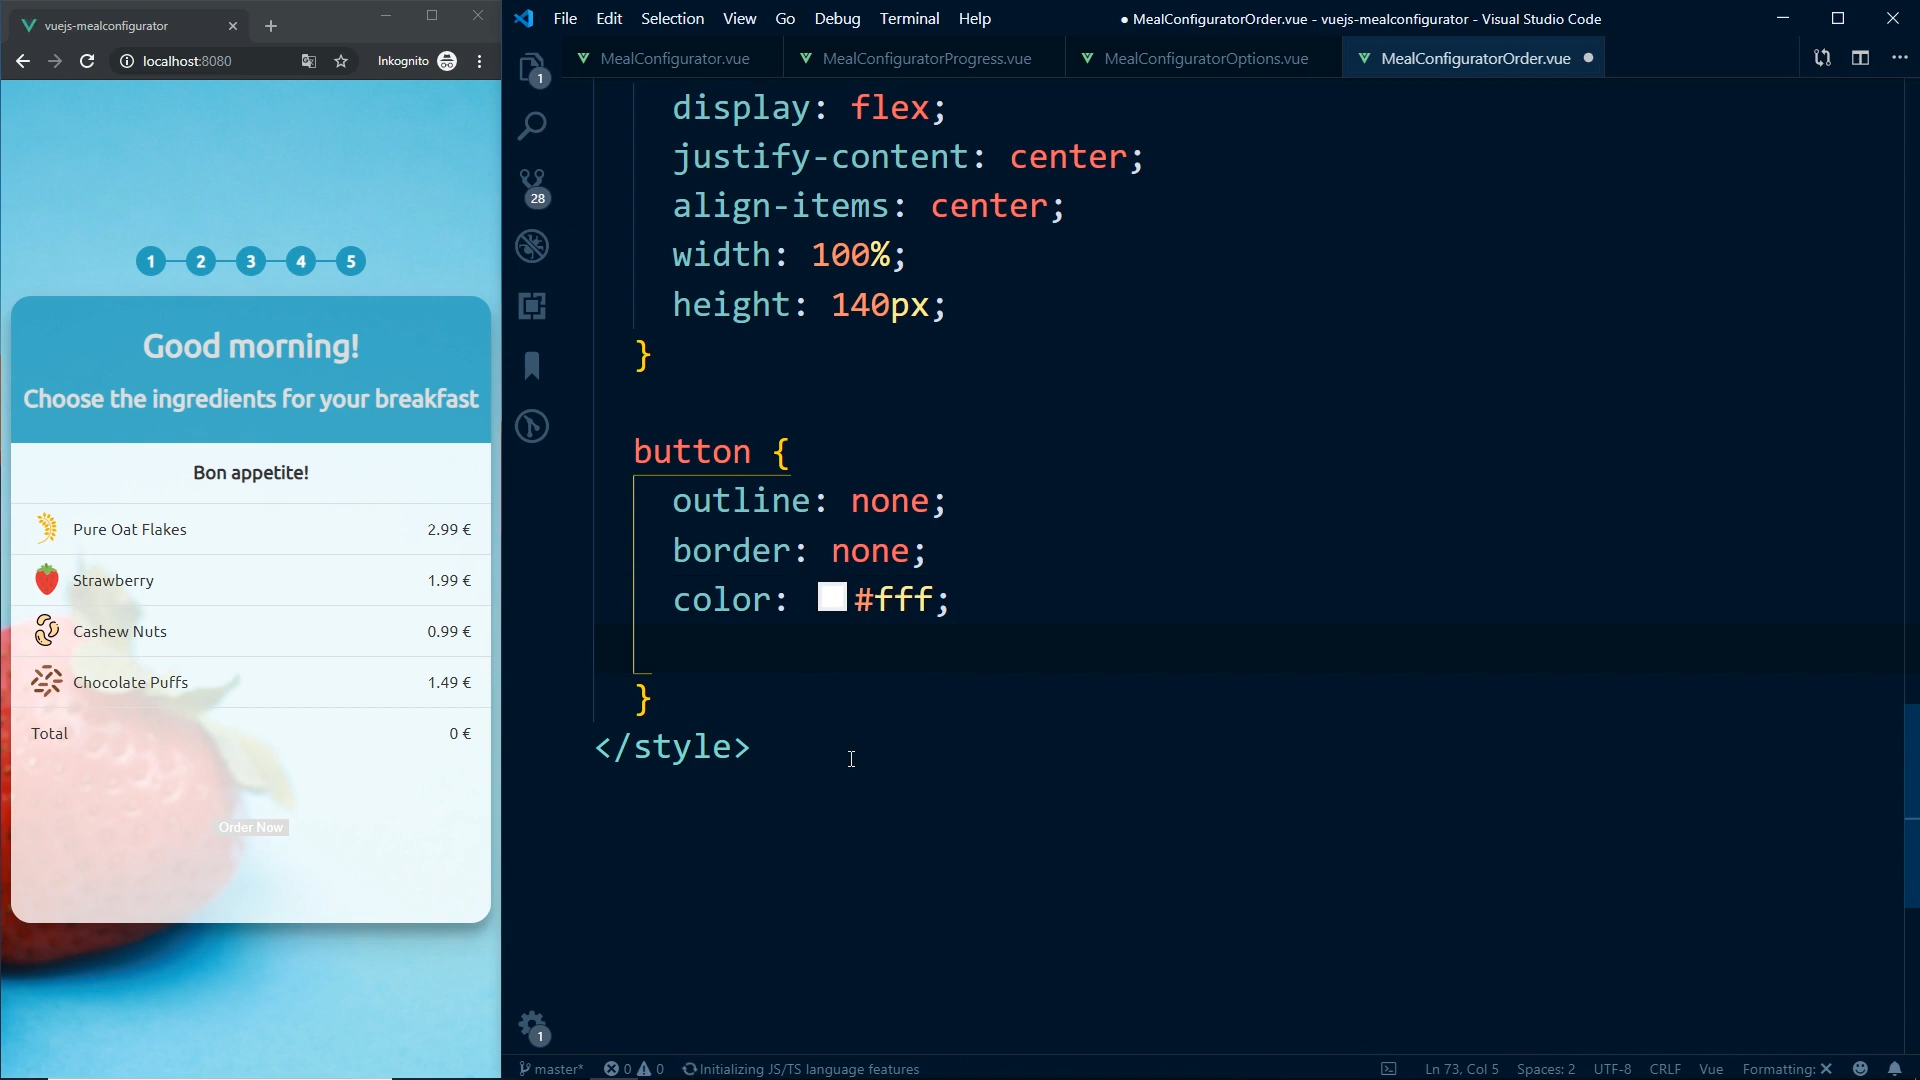 vuejs-mealconfigurator
localhost:8080
Inkognito
1 2 3 4 5
Good morning!
Choose the ingredients for your breakfast
Bon appetite!
Pure Oat Flakes 2.99 €
Strawberry 1.99 €
Cashew Nuts 0.99 €
Chocolate Puffs 1.49 €
Total 0 €
Order Now
File Edit Selection View Go Debug Terminal Help
● MealConfiguratorOrder.vue - vuejs-mealconfigurator - Visual Studio Code
MealConfigurator.vue MealConfiguratorProgress.vue MealConfiguratorOptions.vue MealConfiguratorOrder.vue
1
28
1
display: flex;
justify-content: center;
align-items: center;
width: 100%;
height: 140px;
}
button {
outline: none;
border: none;
color: #fff;
}
</style>
master* 0 0 Initializing JS/TS language features Ln 73, Col 5 Spaces: 2 UTF-8 CRLF Vue Formatting: ✕